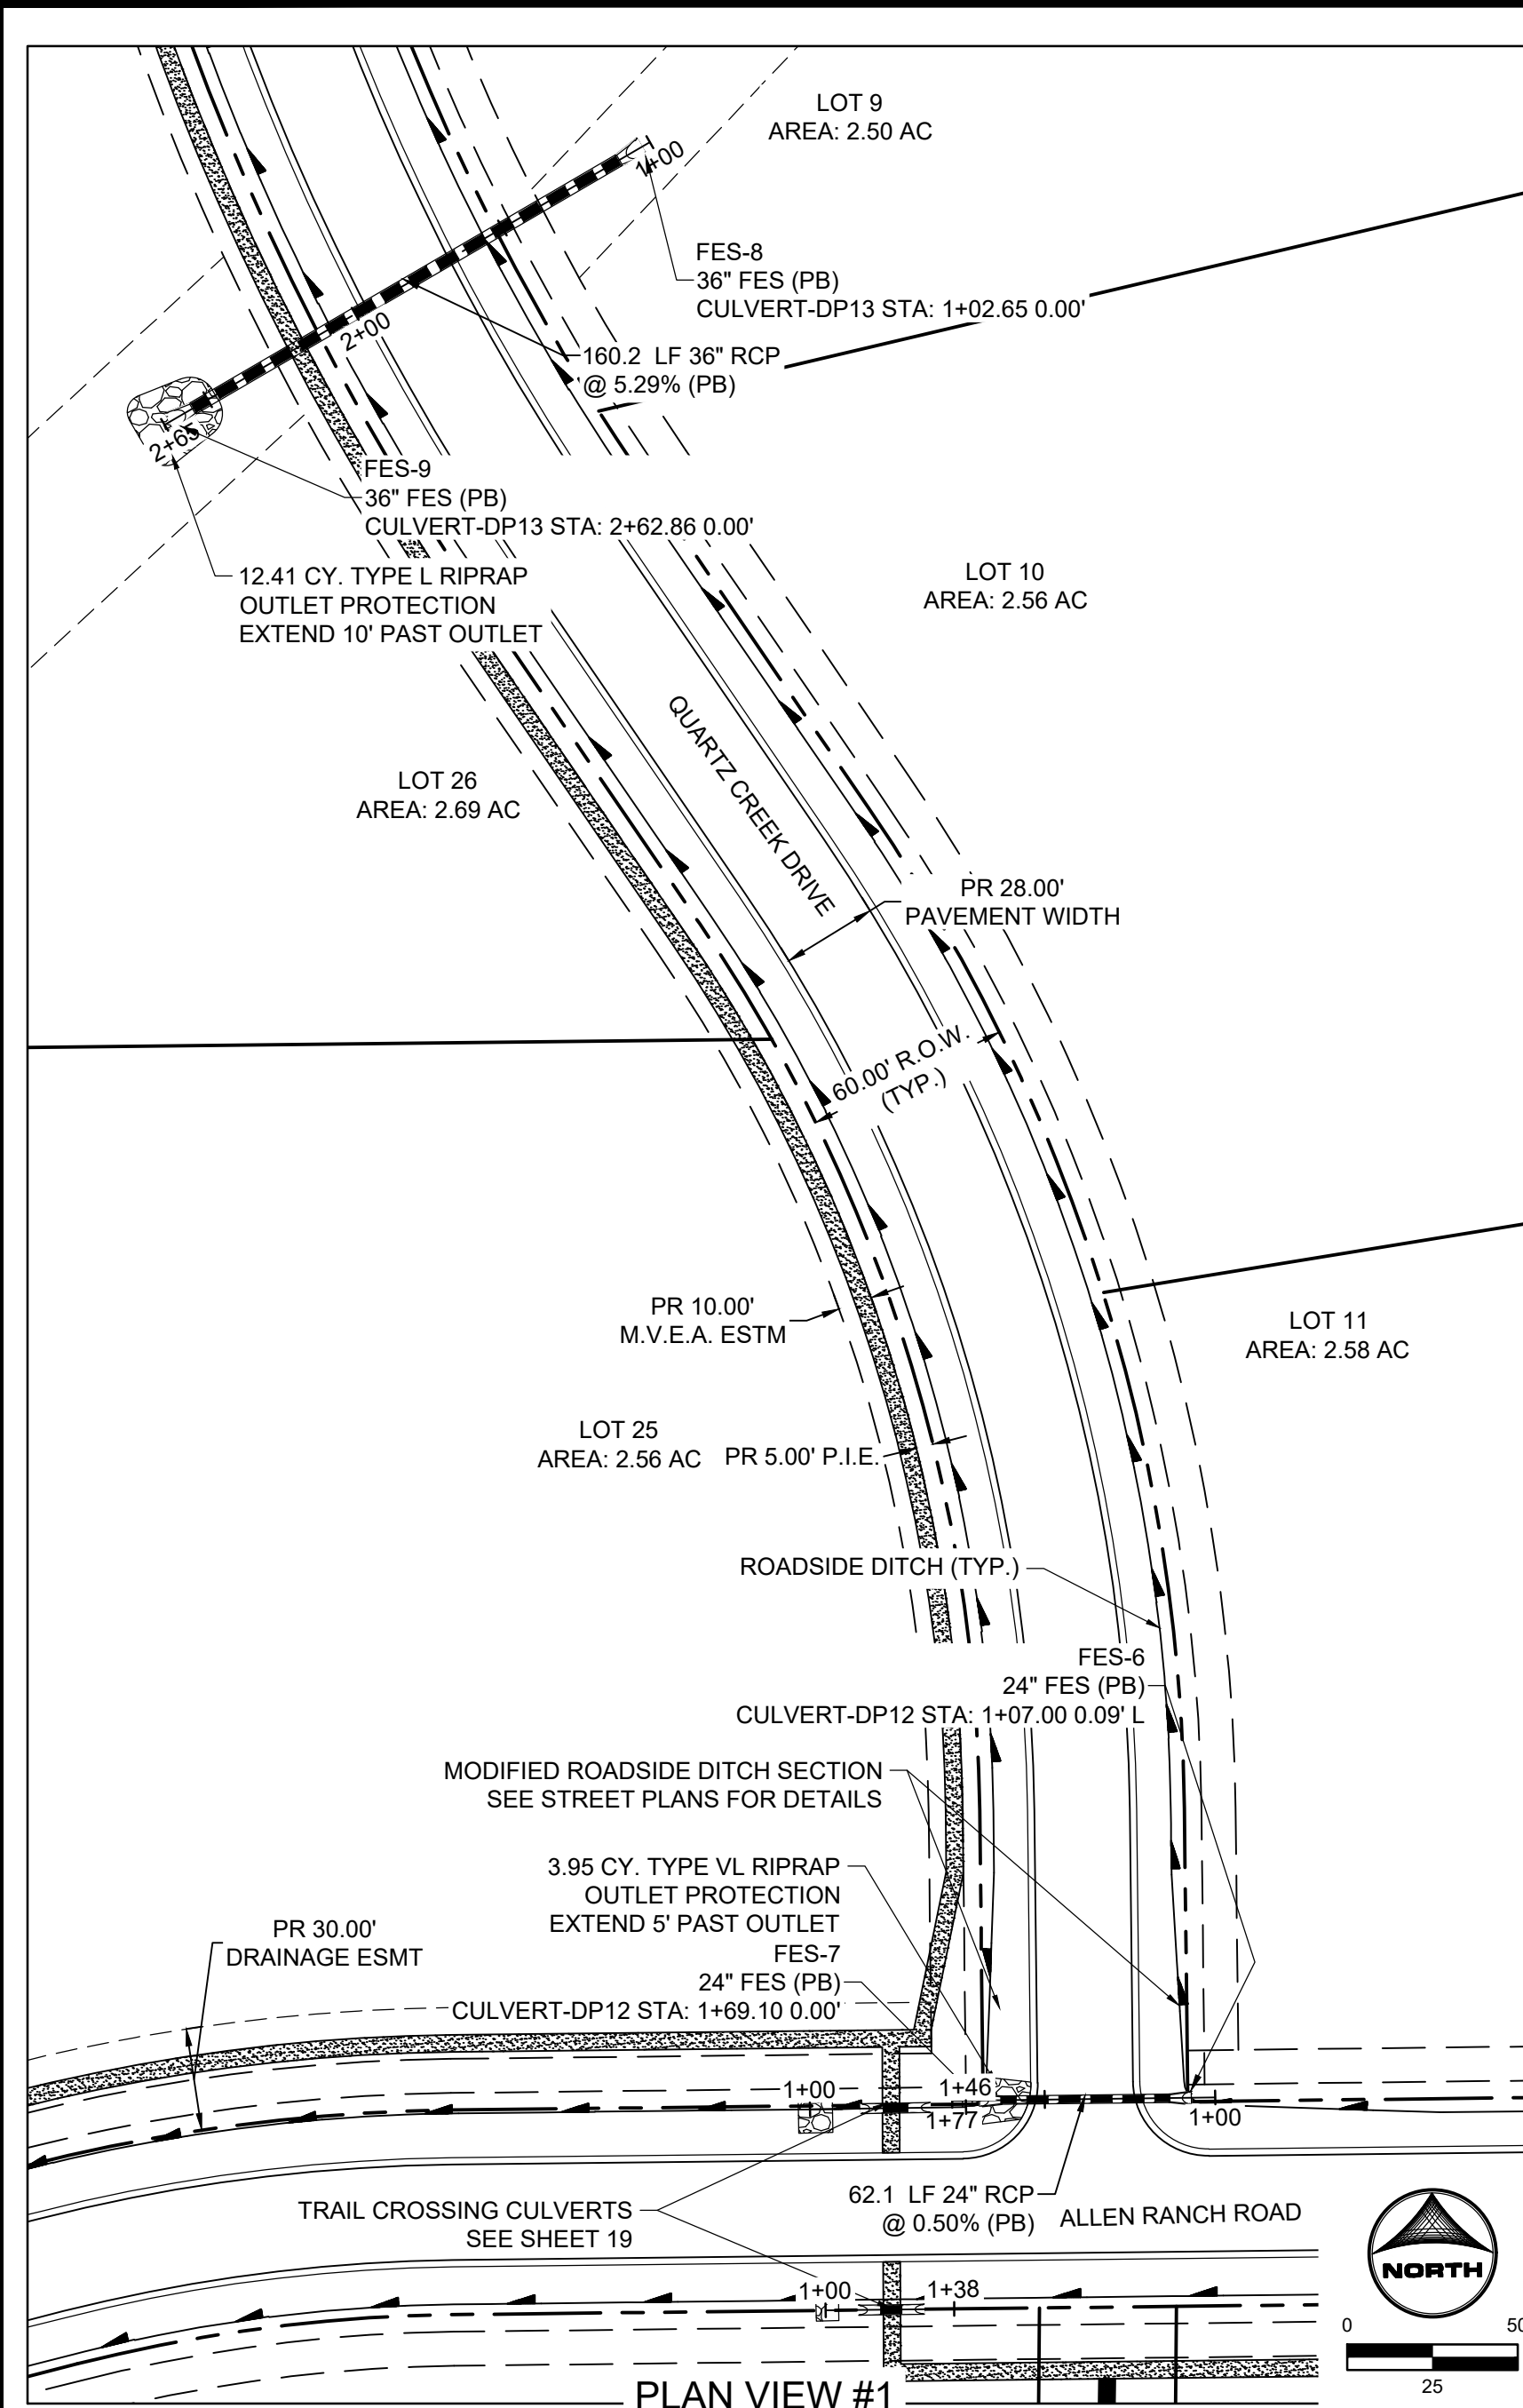 LOT 9
AREA: 2.50 AC
1+00
FES-8
36" FES (PB)
CULVERT-DP13 STA: 1+02.65 0.00'
2+00
160.2 LF 36" RCP
@ 5.29% (PB)
2+65
FES-9
36" FES (PB)
CULVERT-DP13 STA: 2+62.86 0.00'
12.41 CY. TYPE L RIPRAP
OUTLET PROTECTION
EXTEND 10' PAST OUTLET
LOT 10
AREA: 2.56 AC
QUARTZ CREEK DRIVE
LOT 26
AREA: 2.69 AC
PR 28.00'
PAVEMENT WIDTH
60.00' R.O.W.
(TYP.)
PR 10.00'
M.V.E.A. ESTM
LOT 11
AREA: 2.58 AC
LOT 25
AREA: 2.56 AC
PR 5.00' P.I.E.
ROADSIDE DITCH (TYP.)
FES-6
24" FES (PB)
CULVERT-DP12 STA: 1+07.00 0.09' L
MODIFIED ROADSIDE DITCH SECTION
SEE STREET PLANS FOR DETAILS
3.95 CY. TYPE VL RIPRAP
OUTLET PROTECTION
EXTEND 5' PAST OUTLET
PR 30.00'
DRAINAGE ESMT
FES-7
24" FES (PB)
CULVERT-DP12 STA: 1+69.10 0.00'
1+00
1+46
1+77
1+00
62.1 LF 24" RCP
@ 0.50% (PB)
ALLEN RANCH ROAD
TRAIL CROSSING CULVERTS
SEE SHEET 19
1+00
1+38
NORTH
0
50
25
PLAN VIEW #1